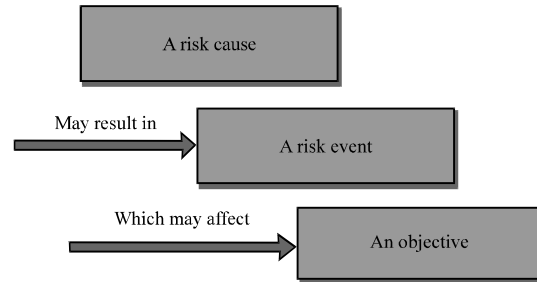 A risk cause
May result in
A risk event
Which may affect
An objective